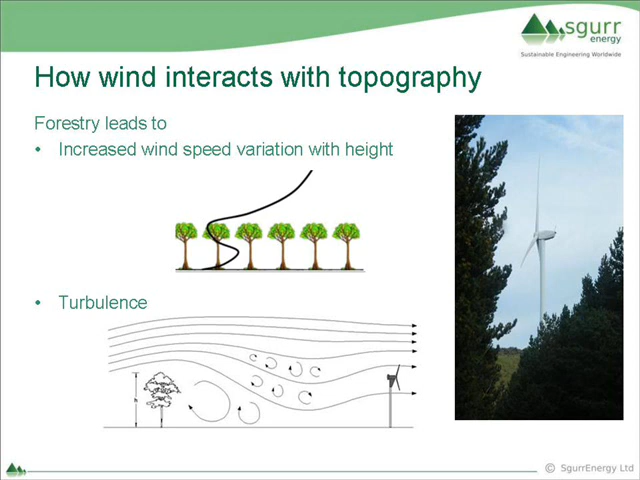 sgurr
energy
Sustainable Engineering Worldwide
How wind interacts with topography
Forestry leads to
• Increased wind speed variation with height
• Turbulence
h
© SgurrEnergy Ltd